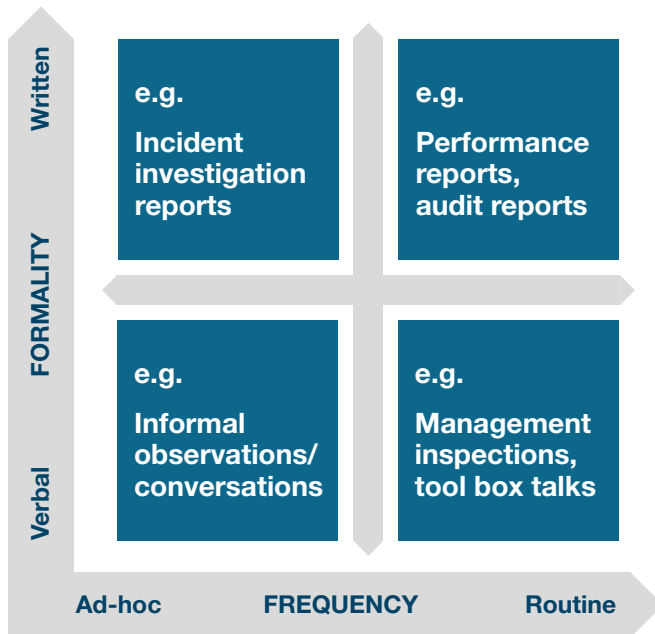 Written
FORMALITY
Verbal
e.g.
Incident
investigation
reports
e.g.
Performance
reports,
audit reports
e.g.
Informal
observations/
conversations
e.g.
Management
inspections,
tool box talks
Ad-hoc
FREQUENCY
Routine